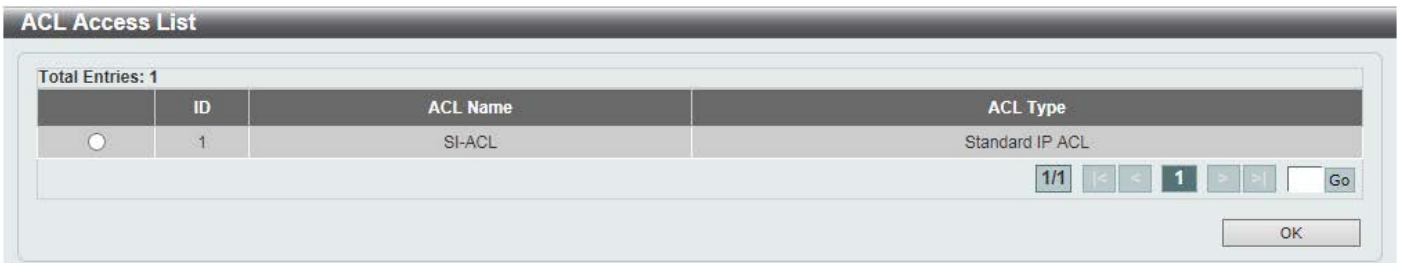 ACL Access List
Total Entries: 1
ID ACL Name ACL Type
1 SI-ACL Standard IP ACL
1/1 |< < 1 > >| Go
OK